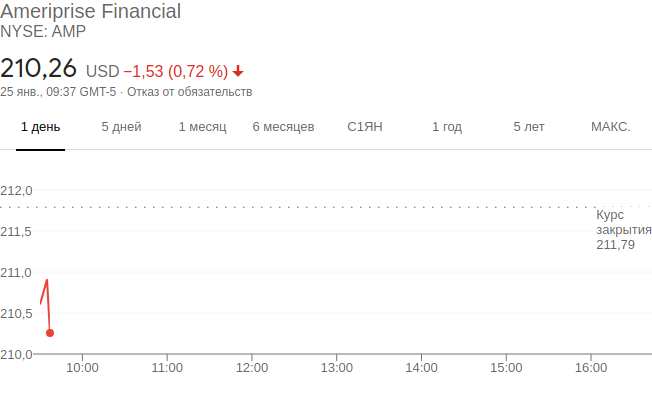 Ameriprise Financial
NYSE: AMP
210,26 USD −1,53 (0,72 %)
25 янв., 09:37 GMT-5 · Отказ от обязательств
1 день 5 дней 1 месяц 6 месяцев С1ЯН 1 год 5 лет МАКС.
212,0
Курс
211,5 закрытия
211,79
211,0
210,5
210,0
10:00 11:00 12:00 13:00 14:00 15:00 16:00